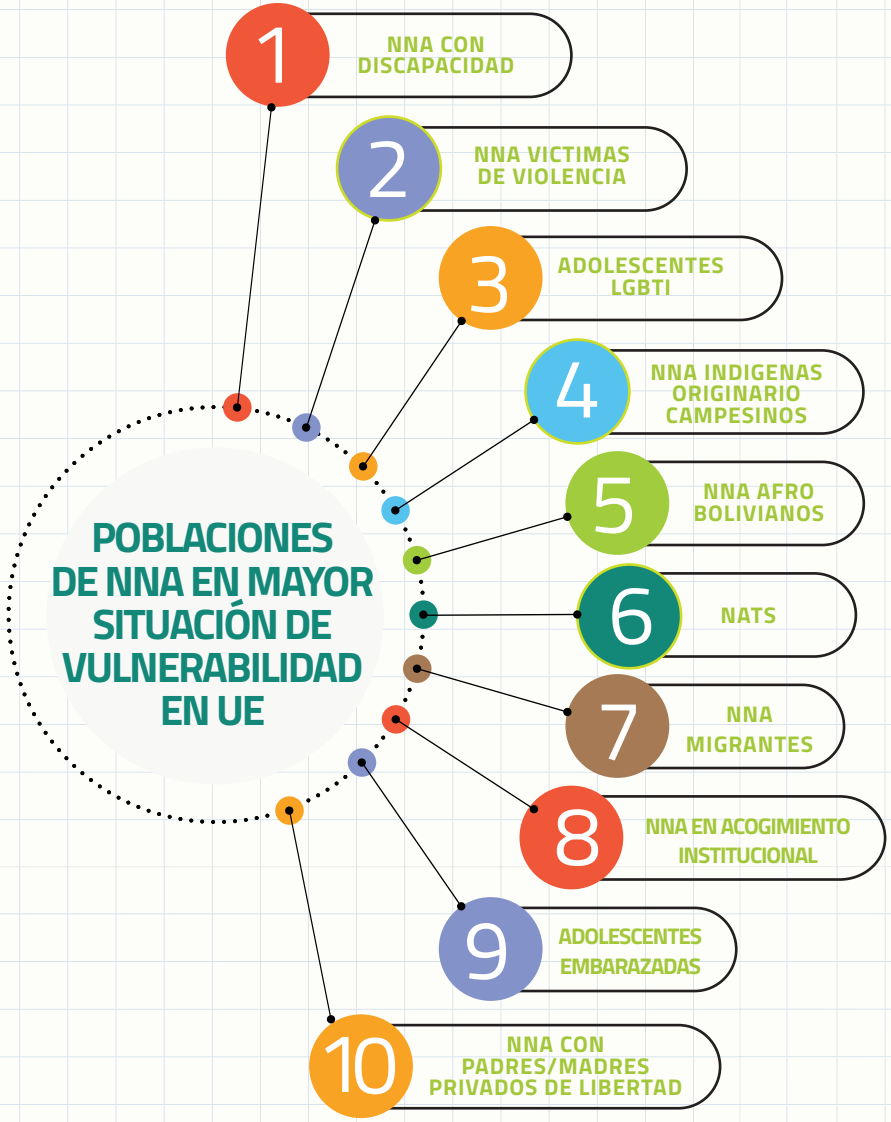 POBLACIONES
DE NNA EN MAYOR
SITUACIÓN DE
VULNERABILIDAD
EN UE
1
NNA CON
DISCAPACIDAD
2
NNA VICTIMAS
DE VIOLENCIA
3
ADOLESCENTES
LGBTI
4
NNA INDIGENAS
ORIGINARIO
CAMPESINOS
5
NNA AFRO
BOLIVIANOS
6
NATS
7
NNA
MIGRANTES
8
NNA EN ACOGIMIENTO
INSTITUCIONAL
9
ADOLESCENTES
EMBARAZADAS
10
NNA CON
PADRES/MADRES
PRIVADOS DE LIBERTAD